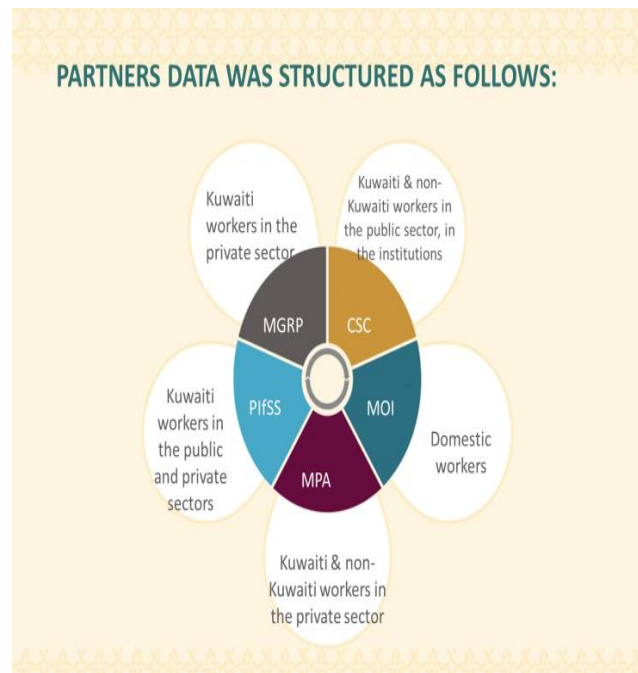 PARTNERS DATA WAS STRUCTURED AS FOLLOWS:
Kuwaiti
workers in the
private sector
Kuwaiti & non-
Kuwaiti workers in
the public sector, in
the institutions
MGRP
CSC
PIfSS
MOI
MPA
Kuwaiti
workers in
the public
and private
sectors
Domestic
workers
Kuwaiti & non-
Kuwaiti workers in
the private sector